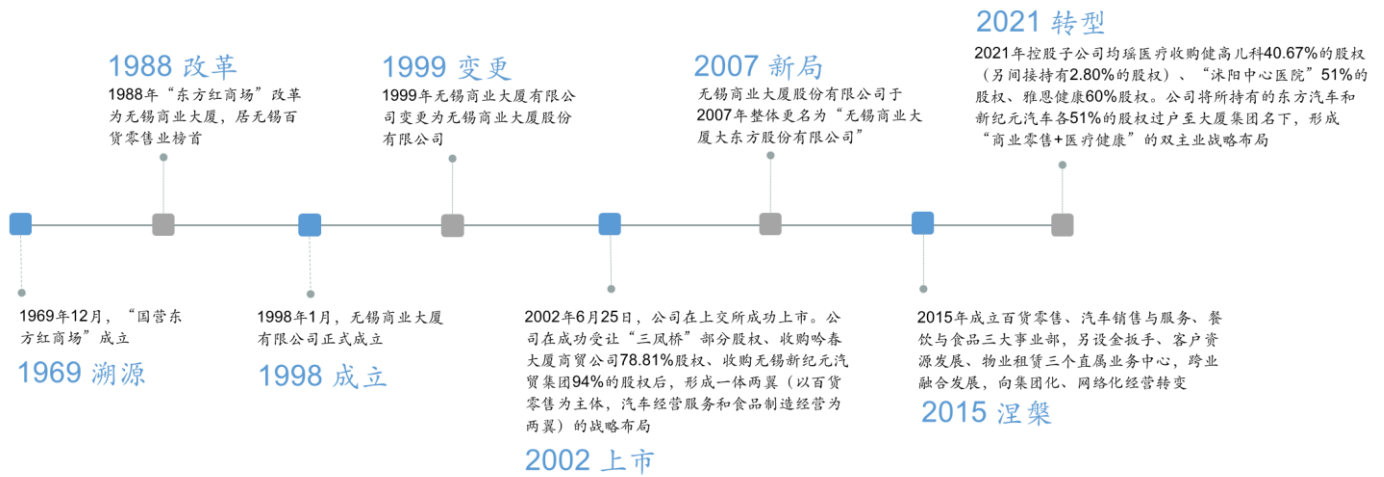 1988 改革
1988年“东方红商场”改革
为无锡商业大厦，居无锡百
货零售业榜首
1999 变更
1999年无锡商业大厦有限公
司变更为无锡商业大厦股份
有限公司
2007 新局
无锡商业大厦股份有限公司于
2007年整体更名为“无锡商业大
厦大东方股份有限公司”
2021 转型
2021年控股子公司均瑶医疗收购健高儿科40.67%的股权
（另间接持有2.80%的股权）、“沭阳中心医院”51%的
股权、雅恩健康60%股权。公司将所持有的东方汽车和
新纪元汽车各51%的股权过户至大厦集团名下，形成
“商业零售+医疗健康”的双主业战略布局
1969年12月，“国营东
方红商场”成立
1969 溯源
1998年1月，无锡商业大厦
有限公司正式成立
1998 成立
2002年6月25日，公司在上交所成功上市。公
司在成功受让“三凤桥”部分股权、收购吟春
大厦商贸公司78.81%股权、收购无锡新纪元汽
贸集团94%的股权后，形成一体两翼（以百货
零售为主体，汽车经营服务和食品制造经营为
两翼）的战略布局
2002 上市
2015年成立百货零售、汽车销售与服务、餐
饮与食品三大事业部，另设金扳手、客户资
源发展、物业租赁三个直属业务中心，跨业
融合发展，向集团化、网络化经营转变
2015 涅槃